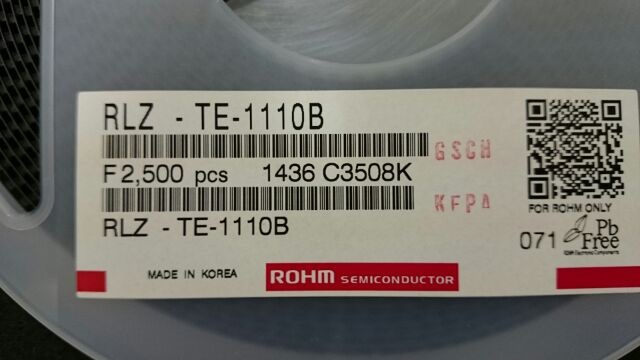 RLZ - TE-1110B
GSCH
F 2,500 pcs 1436 C3508K
KFPA
RLZ - TE-1110B
FOR ROHM ONLY
071
Pb
Free
MADE IN KOREA
ROHM SEMICONDUCTOR